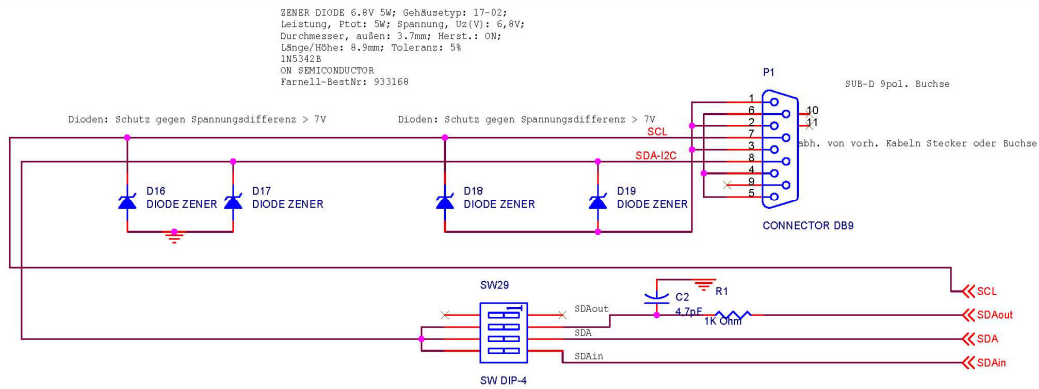 ZENER DIODE 6.8V 5W; Gehäusetyp: 17-02;
Leistung, Ptot: 5W; Spannung, Uz(V): 6,8V;
Durchmesser, außen: 3.7mm; Herst.: ON;
Länge/Höhe: 8.9mm; Toleranz: 5%
1N5342B
ON SEMICONDUCTOR
Farnell-BestNr: 933168
P1
SUB-D 9pol. Buchse
Dioden: Schutz gegen Spannungsdifferenz > 7V
Dioden: Schutz gegen Spannungsdifferenz > 7V
1
6
2
7
3
8
4
9
5
10
11
SCL
SDA-I2C
abh. von vorh. Kabeln Stecker oder Buchse
D16
DIODE ZENER
D17
DIODE ZENER
D18
DIODE ZENER
D19
DIODE ZENER
CONNECTOR DB9
SW29
C2
4,7pF
R1
1K Ohm
SCL
SDAout
SDAout
SDA
SDA
SDAin
SDAin
SW DIP-4